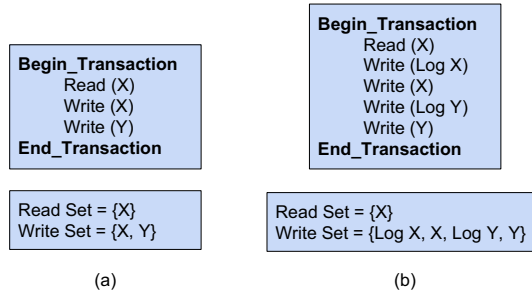 Begin_Transaction
Read (X)
Write (X)
Write (Y)
End_Transaction
Read Set = {X}
Write Set = {X, Y}
(a)
Begin_Transaction
Read (X)
Write (Log X)
Write (X)
Write (Log Y)
Write (Y)
End_Transaction
Read Set = {X}
Write Set = {Log X, X, Log Y, Y}
(b)